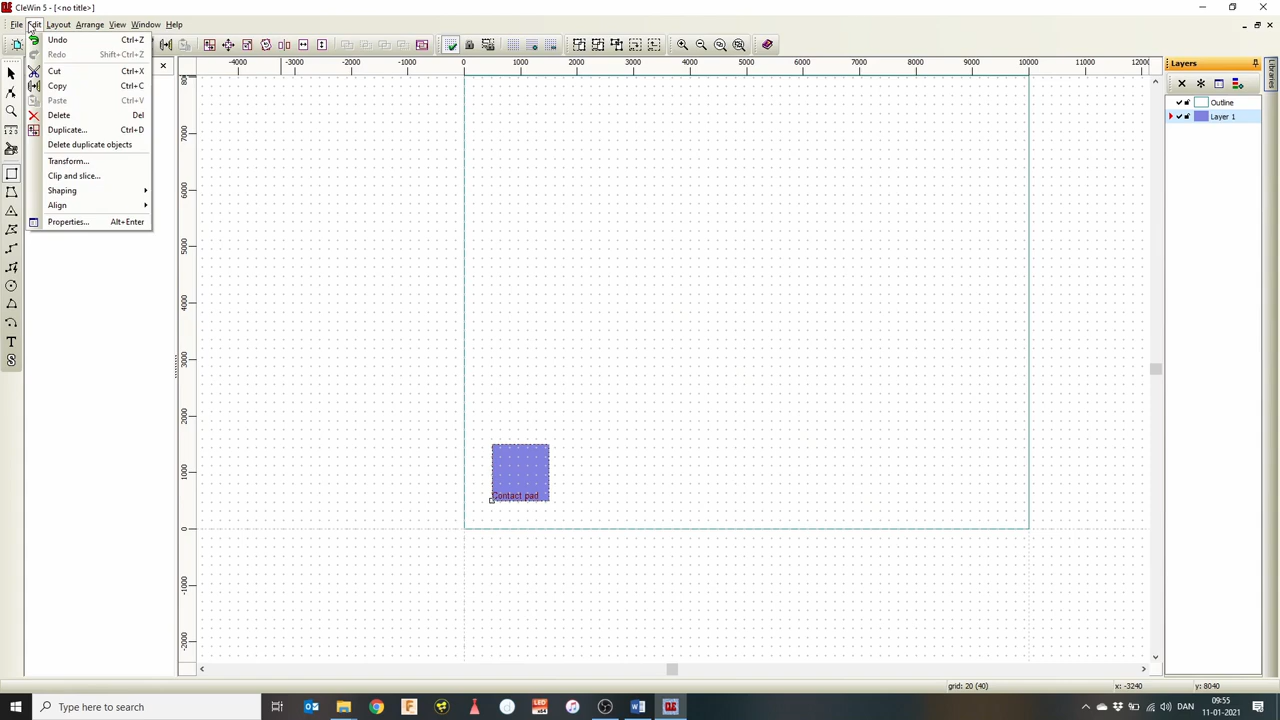 CleWin 5 - [<no title>]
File Edit Layout Arrange View Window Help
Undo Ctrl+Z
Redo Shift+Ctrl+Z
Cut Ctrl+X
Copy Ctrl+C
Paste Ctrl+V
Delete Del
Duplicate... Ctrl+D
Delete duplicate objects
Transform...
Clip and slice...
Shaping
Align
Properties... Alt+Enter
-4000 -3000 -2000 -1000 0 1000 2000 3000 4000 5000 6000 7000 8000 9000 10000 11000 12000
7000
6000
5000
4000
3000
2000
1000
0
-1000
-2000
Contact pad
Layers
Libraries
Outline
Layer 1
grid: 20 (40) x: -3240 y: 8040
Type here to search
DAN
09:55
11-01-2021